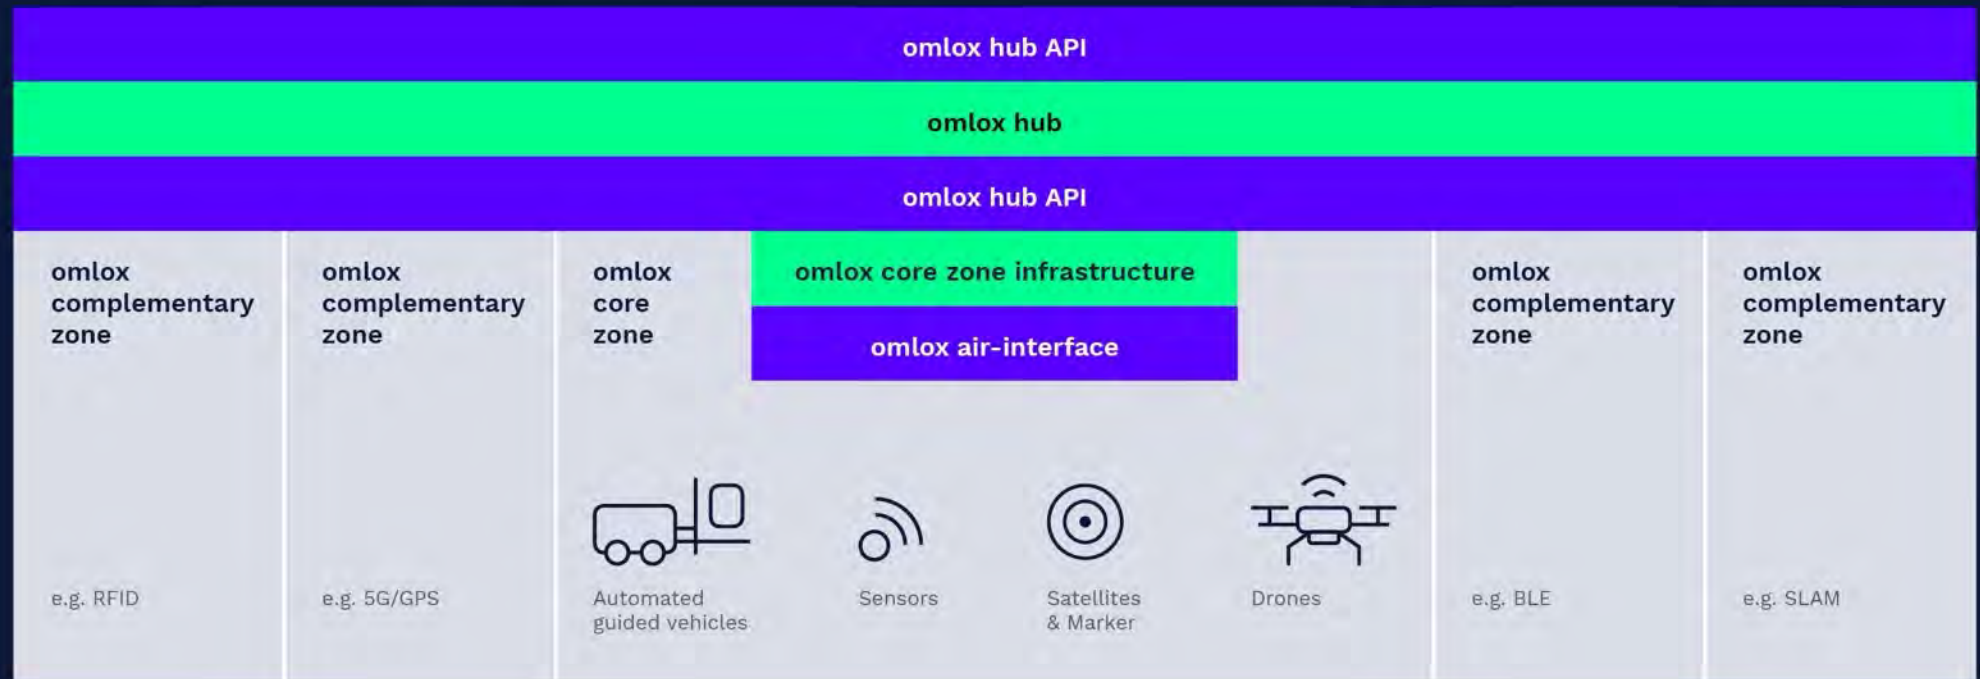 omlox hub API
omlox hub
omlox hub API
omlox
complementary
zone
e.g. RFID
omlox
complementary
zone
e.g. 5G/GPS
omlox
core
zone
omlox core zone infrastructure
omlox air-interface
Automated
guided vehicles
Sensors
Satellites
& Marker
Drones
omlox
complementary
zone
e.g. BLE
omlox
complementary
zone
e.g. SLAM